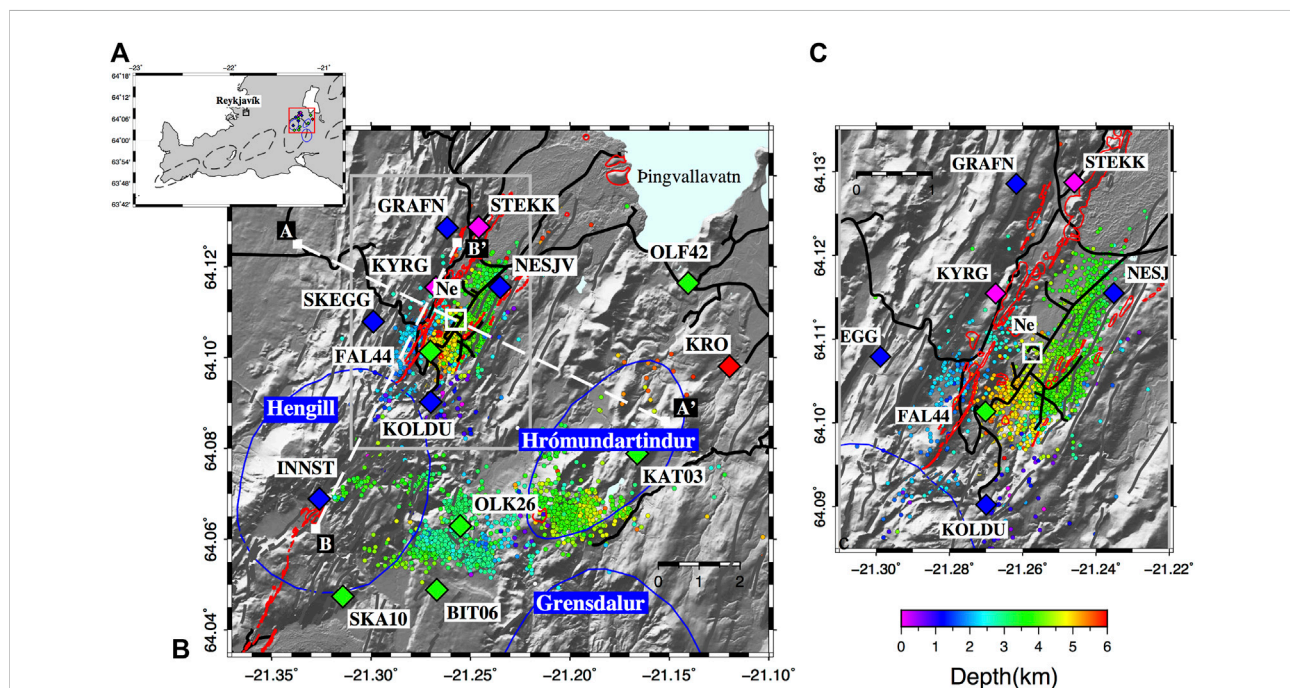 A
−23˚
−22˚
−21˚
64˚18'
64˚12'
64˚06'
64˚00'
63˚54'
63˚48'
63˚42'
Reykjavík
B
64.12˚
64.10˚
64.08˚
64.06˚
64.04˚
−21.35˚
−21.30˚
−21.25˚
−21.20˚
−21.15˚
−21.10˚
Þingvallavatn
GRAFN
STEKK
A
B'
KYRG
NESJV
OLF42
Ne
SKEGG
FAL44
KRO
KOLDU
A'
Hengill
Hrómundartindur
INNST
KAT03
OLK26
B
0 1 2
SKA10
BIT06
Grensdalur
C
64.13˚
64.12˚
64.11˚
64.10˚
64.09˚
−21.30˚
−21.28˚
−21.26˚
−21.24˚
−21.22˚
GRAFN
STEKK
0 1
KYRG
NESJ
Ne
EGG
FAL44
KOLDU
C
0 1 2 3 4 5 6
Depth(km)